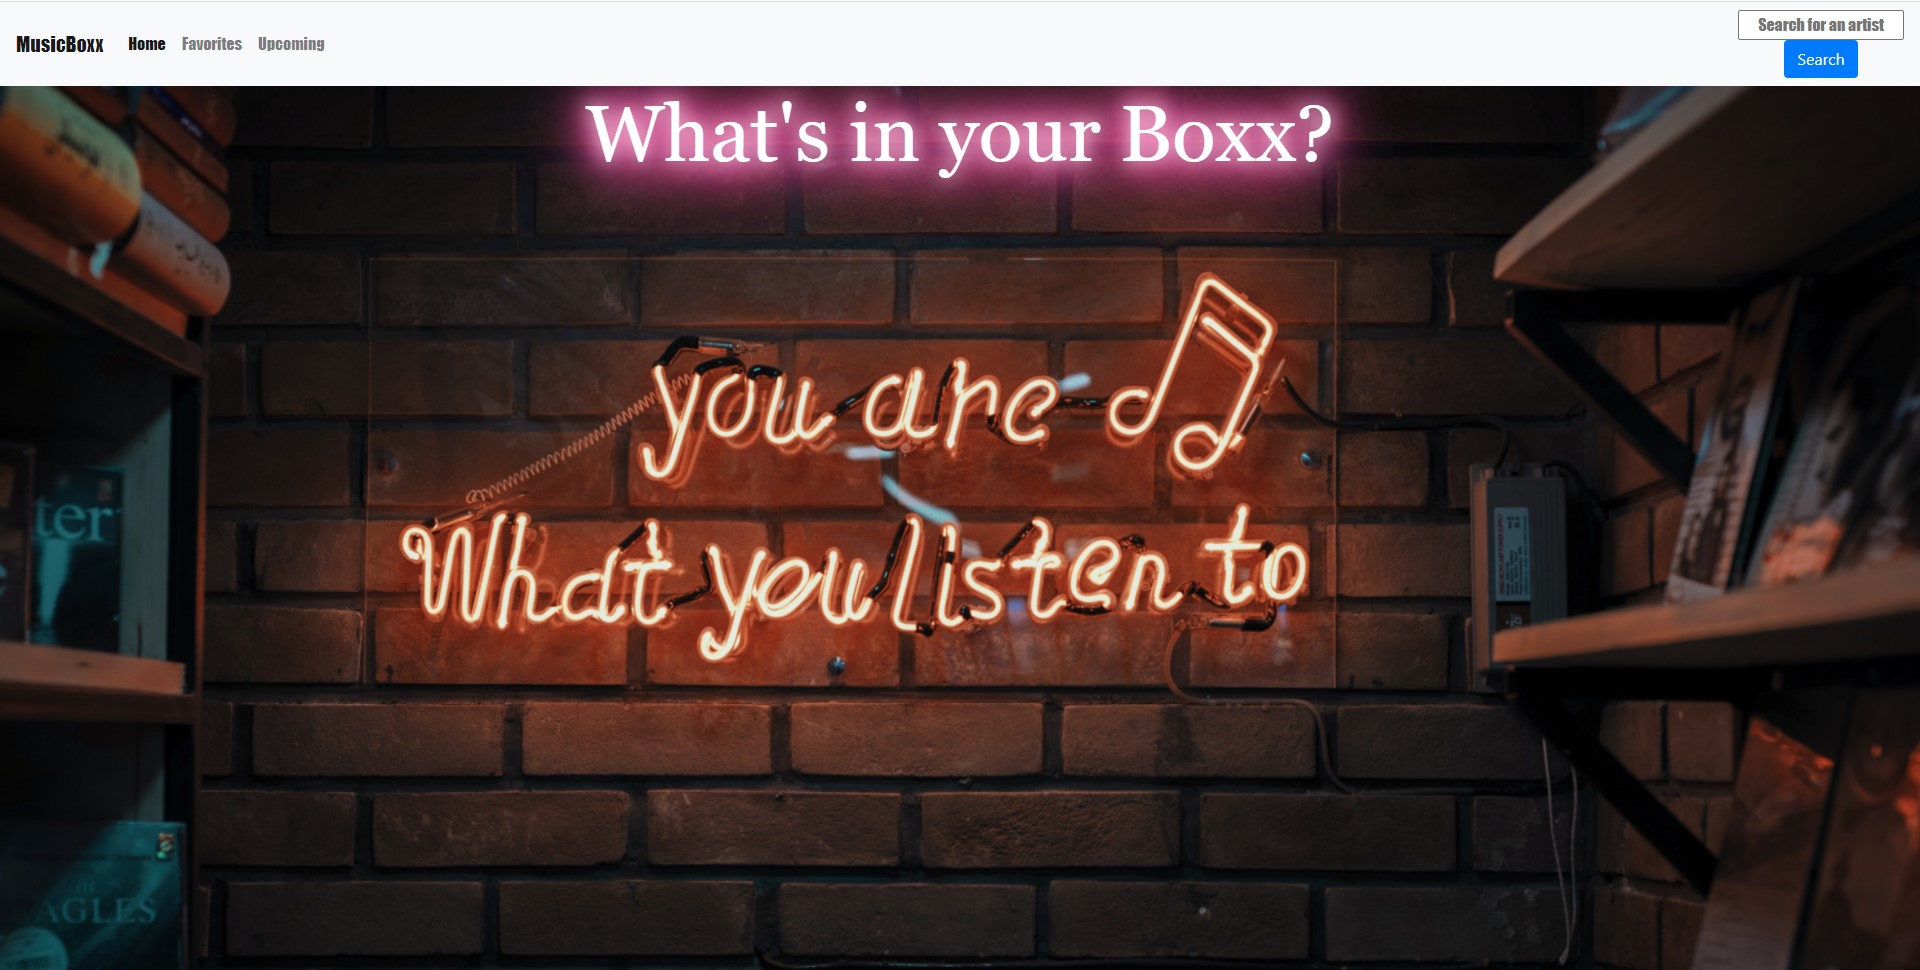 MusicBoxx Home Favorites Upcoming
Search for an artist
Search
What's in your Boxx?
you are
What you listen to
ter
EAGLES